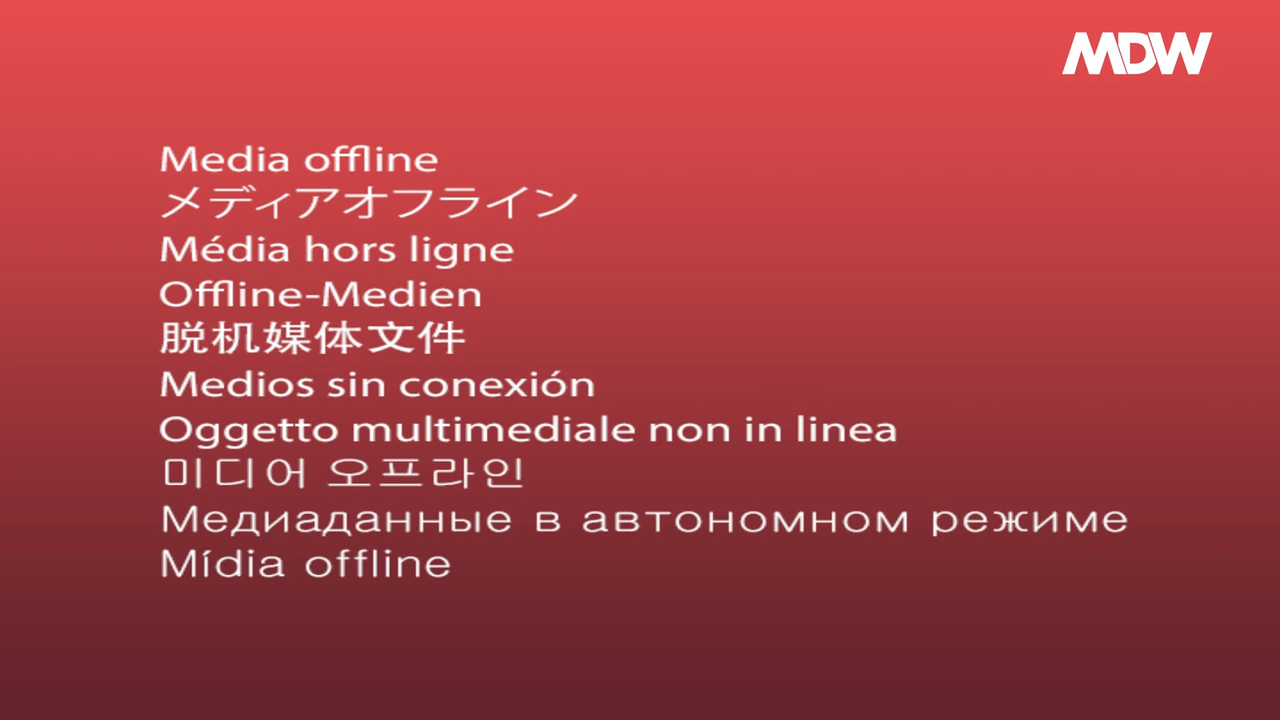 MDW
Media offline
メディアオフライン
Média hors ligne
Offline-Medien
脱机媒体文件
Medios sin conexión
Oggetto multimediale non in linea
미디어 오프라인
Медиаданные в автономном режиме
Mídia offline